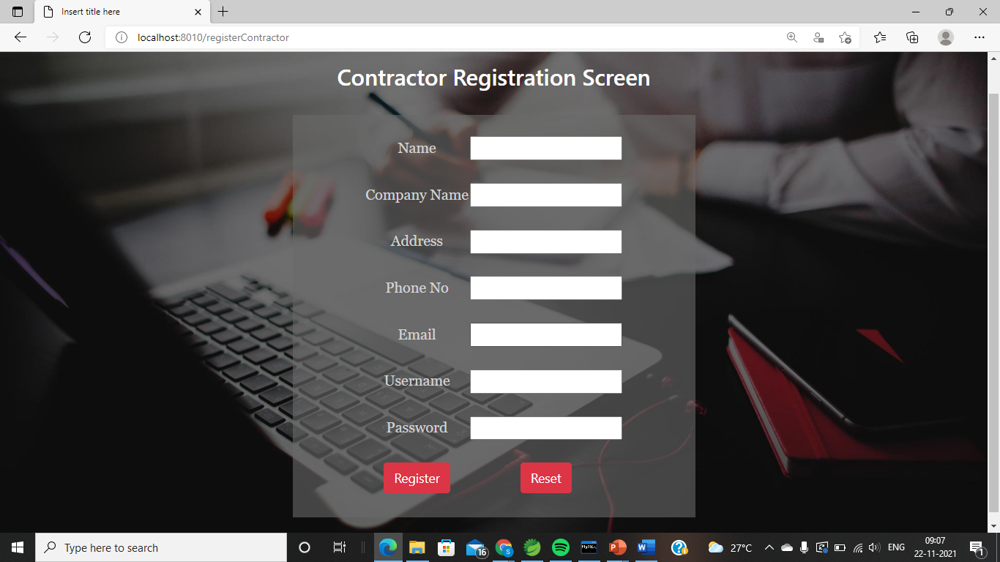 Insert title here
localhost:8010/registerContractor
Contractor Registration Screen
Name
Company Name
Address
Phone No
Email
Username
Password
Register Reset
Type here to search
16
S
MySQL
P
W
27°C
ENG
09:07
22-11-2021
1